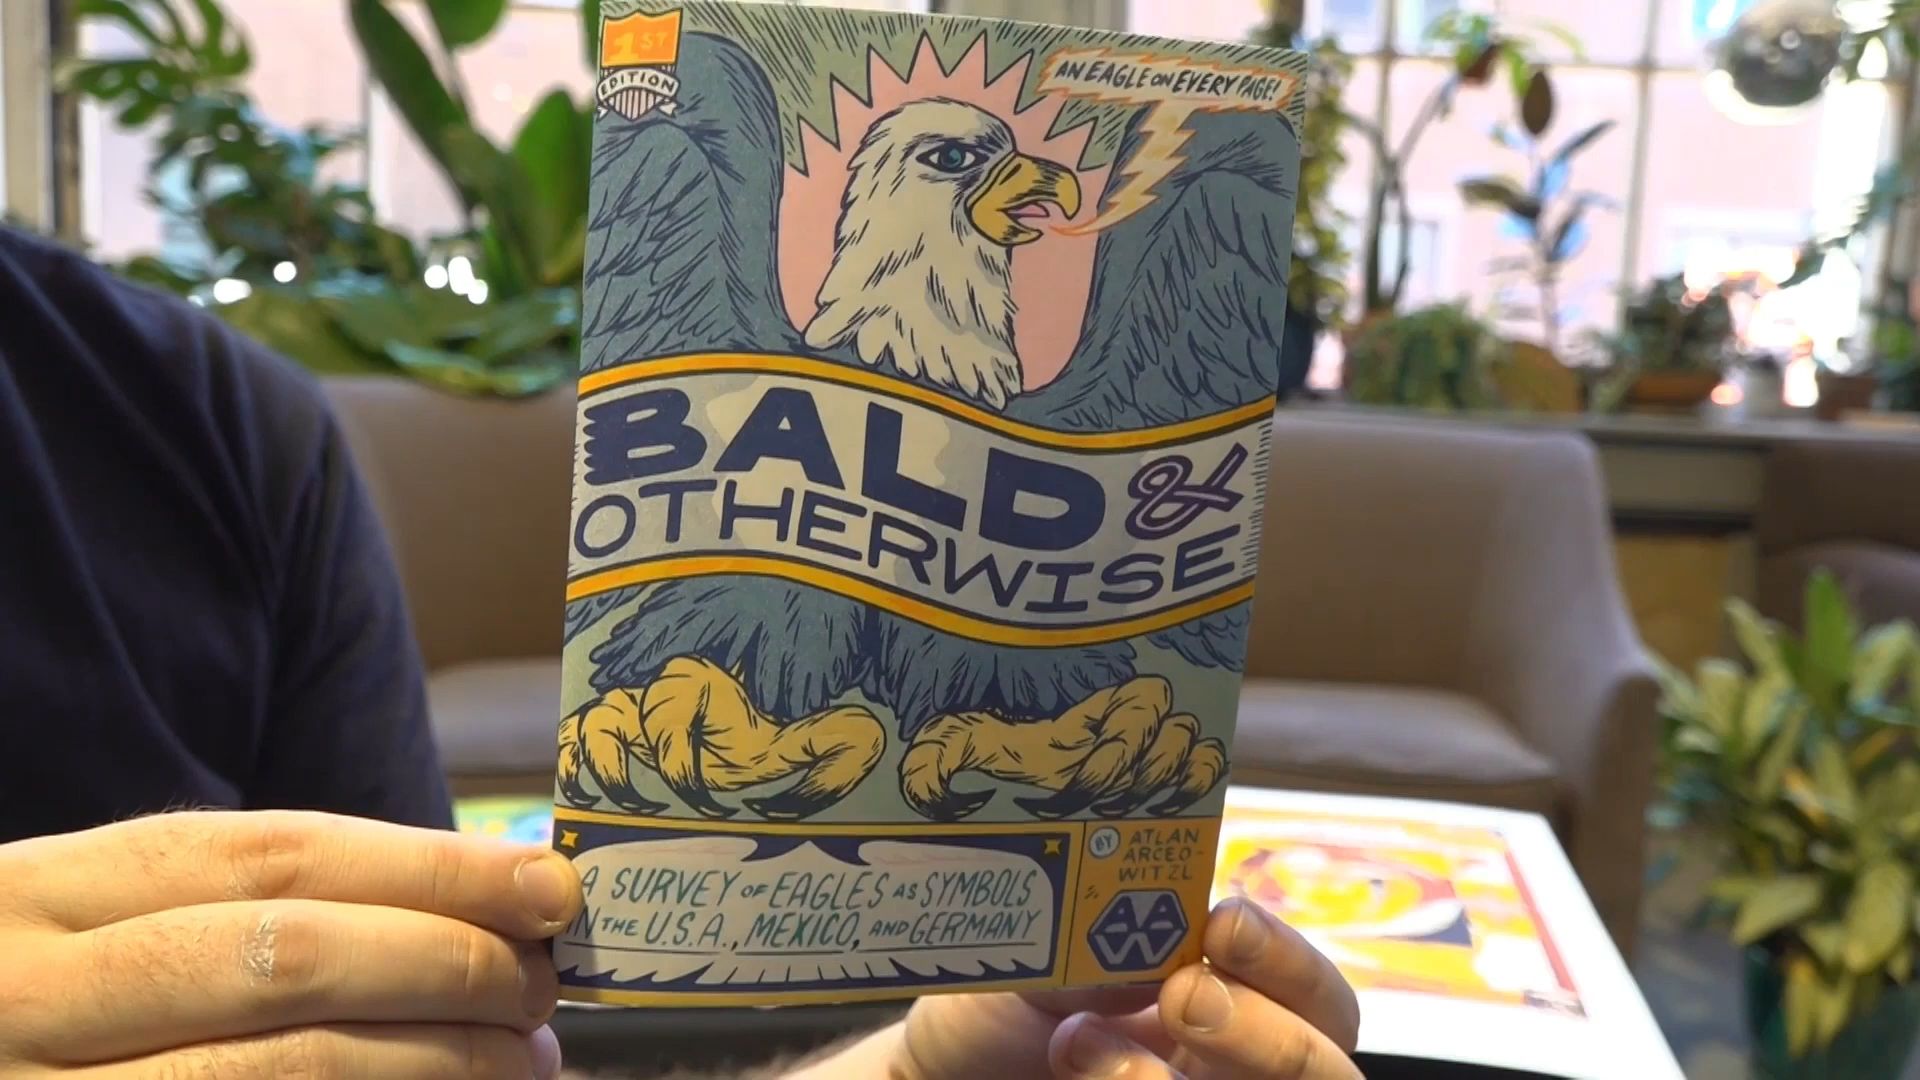 1ST
EDITION
AN EAGLE ON EVERY PAGE!
BALD &
OTHERWISE
A SURVEY OF EAGLES AS SYMBOLS
IN THE U.S.A., MEXICO, AND GERMANY
BY ATLAN
ARCEO-
WITZL
AAW